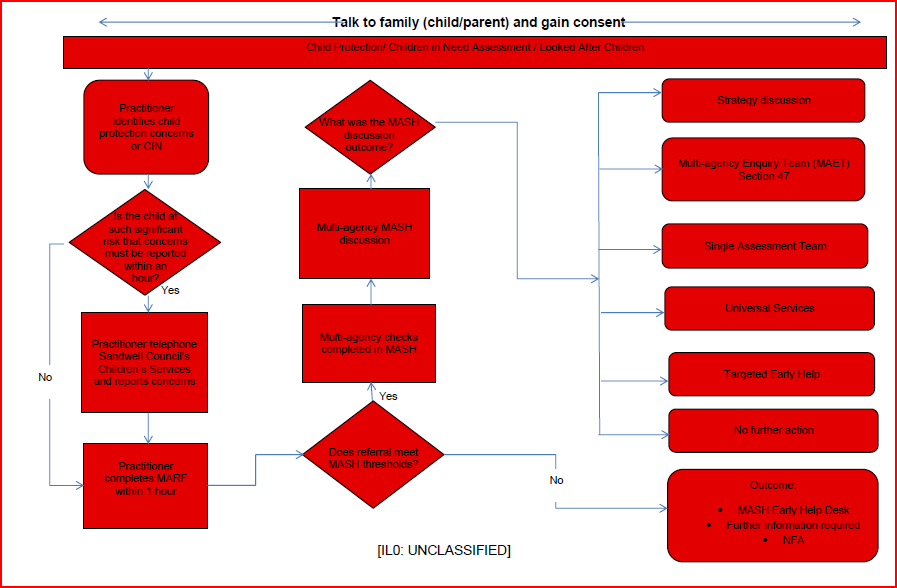 Talk to family (child/parent) and gain consent
Child Protection/ Children in Need Assessment / Looked After Children
Practitioner
identifies child
protection concerns
or CIN
Is the child at
such significant
risk that concerns
must be reported
within an
hour?
Yes
No
Practitioner telephone
Sandwell Council's
Children's Services
and reports concerns
Practitioner
completes MARF
within 1 hour
Does referral meet
MASH thresholds?
Yes
No
Multi-agency checks
completed in MASH
Multi-agency MASH
discussion
What was the MASH
discussion
outcome?
Strategy discussion
Multi-agency Enquiry Team (MAET)
Section 47
Single Assessment Team
Universal Services
Targeted Early Help
No further action
Outcome:
• MASH Early Help Desk
• Further information required
• NFA
[IL0: UNCLASSIFIED]